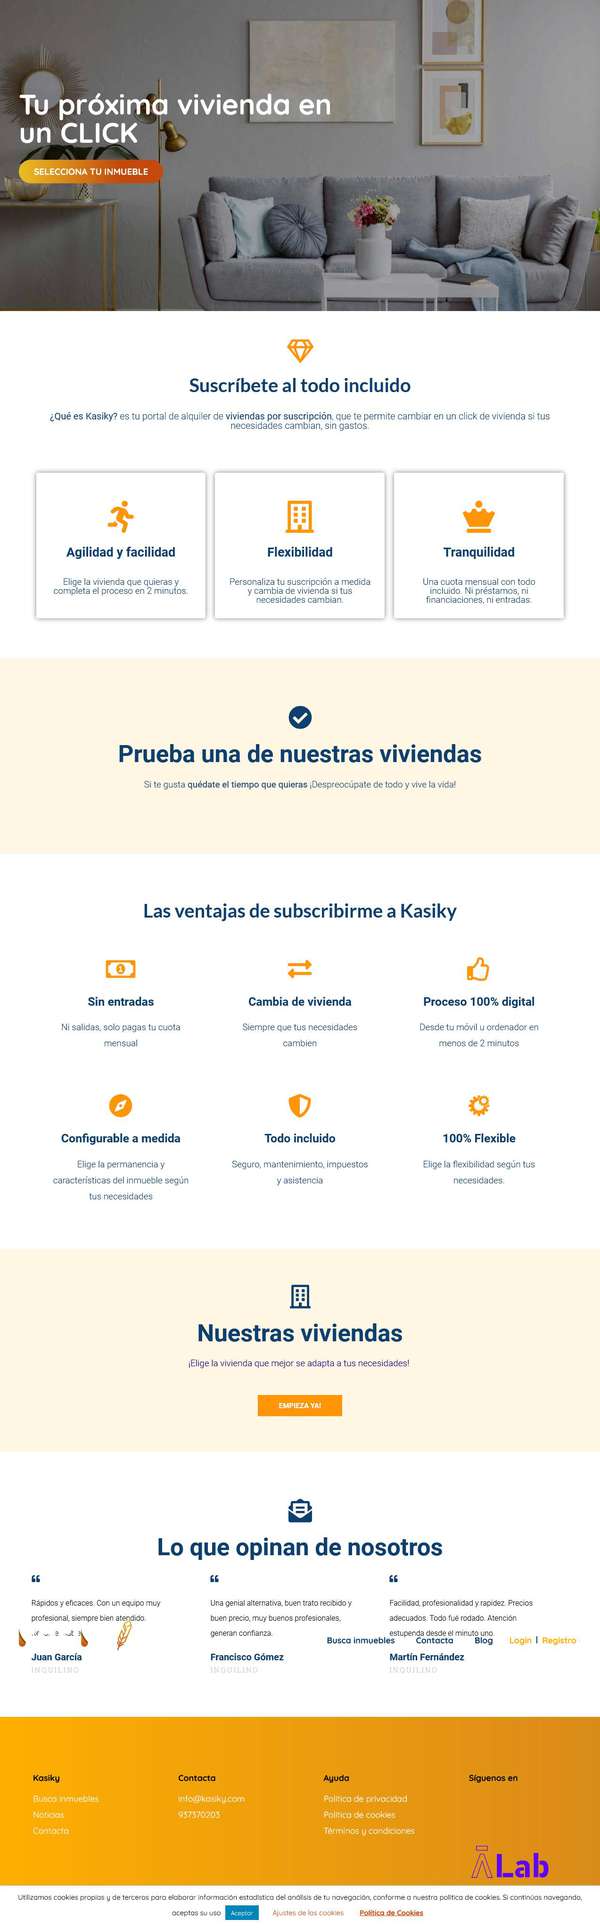 Tu próxima vivienda en
un CLICK
SELECCIONA TU INMUEBLE
Suscríbete al todo incluido
¿Qué es Kasiky? es tu portal de alquiler de viviendas por suscripción, que te permite cambiar en un click de vivienda si tus
necesidades cambian, sin gastos.
Agilidad y facilidad
Elige la vivienda que quieras y
completa el proceso en 2 minutos.
Flexibilidad
Personaliza tu suscripción a medida
y cambia de vivienda si tus
necesidades cambian.
Tranquilidad
Una cuota mensual con todo
incluido. Ni préstamos, ni
financiaciones, ni entradas.
Prueba una de nuestras viviendas
Si te gusta quédate el tiempo que quieras ¡Despreocúpate de todo y vive la vida!
Las ventajas de subscribirme a Kasiky
Sin entradas
Ni salidas, solo pagas tu cuota
mensual
Cambia de vivienda
Siempre que tus necesidades
cambien
Proceso 100% digital
Desde tu móvil u ordenador en
menos de 2 minutos
Configurable a medida
Elige la permanencia y
características del inmueble según
tus necesidades
Todo incluido
Seguro, mantenimiento, impuestos
y asistencia
100% Flexible
Elige la flexibilidad según tus
necesidades.
Nuestras viviendas
¡Elige la vivienda que mejor se adapta a tus necesidades!
EMPIEZA YA!
Lo que opinan de nosotros
Rápidos y eficaces. Con un equipo muy
profesional, siempre bien atendido.
Juan García
INQUILINO
Una genial alternativa, buen trato recibido y
buen precio, muy buenos profesionales,
generan confianza.
Francisco Gómez
INQUILINO
Facilidad, profesionalidad y rapidez. Precios
adecuados. Todo fué rodado. Atención
estupenda desde el minuto uno.
Martín Fernández
INQUILINO
Busca inmuebles
Contacta
Blog
Login | Registro
Kasiky
Busca inmuebles
Noticias
Contacta
Contacta
info@kasiky.com
937370203
Ayuda
Política de privacidad
Política de cookies
Términos y condiciones
Síguenos en
Lab
Utilizamos cookies propias y de terceros para elaborar información estadística del análisis de tu navegación, conforme a nuestra política de cookies. Si continúas navegando,
aceptas su uso Aceptar Ajustes de las cookies Política de Cookies